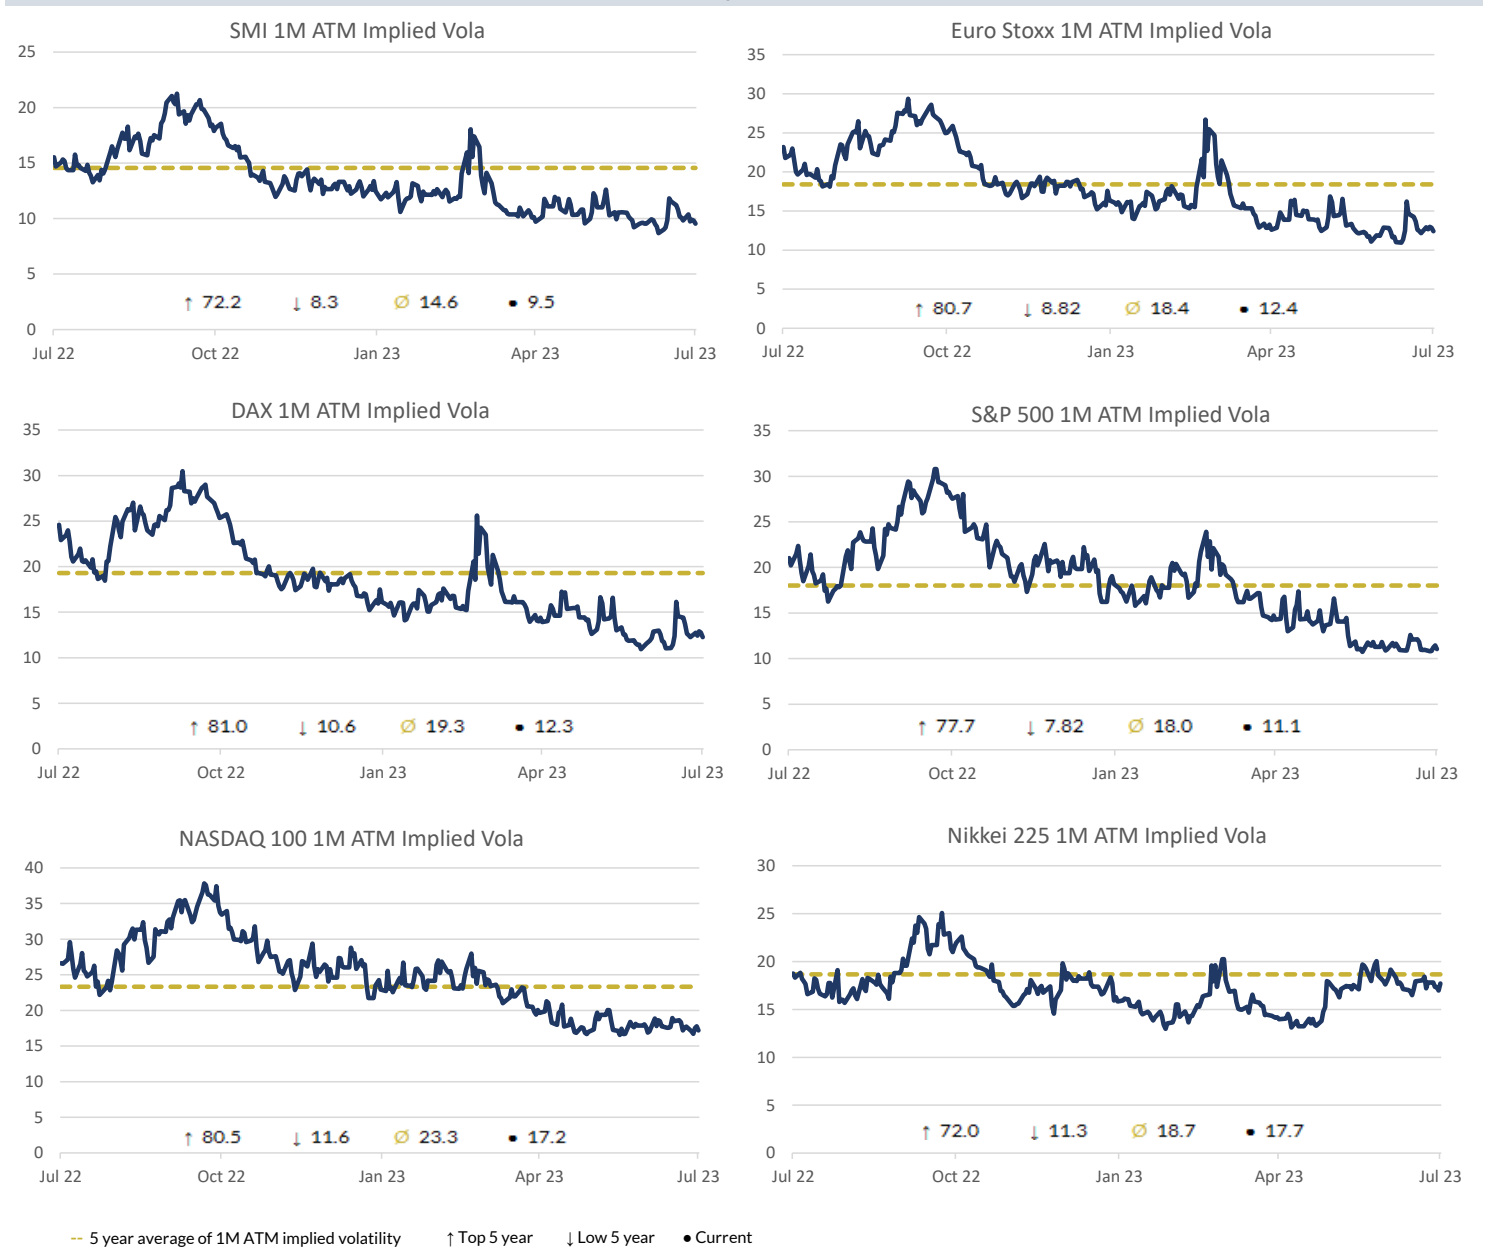 SMI 1M ATM Implied Vola
25
20
15
10
5
0
↑ 72.2 ↓ 8.3 Ø 14.6 ● 9.5
Jul 22 Oct 22 Jan 23 Apr 23 Jul 23
Euro Stoxx 1M ATM Implied Vola
35
30
25
20
15
10
5
0
↑ 80.7 ↓ 8.82 Ø 18.4 ● 12.4
Jul 22 Oct 22 Jan 23 Apr 23 Jul 23
DAX 1M ATM Implied Vola
35
30
25
20
15
10
5
0
↑ 81.0 ↓ 10.6 Ø 19.3 ● 12.3
Jul 22 Oct 22 Jan 23 Apr 23 Jul 23
S&P 500 1M ATM Implied Vola
35
30
25
20
15
10
5
0
↑ 77.7 ↓ 7.82 Ø 18.0 ● 11.1
Jul 22 Oct 22 Jan 23 Apr 23 Jul 23
NASDAQ 100 1M ATM Implied Vola
40
35
30
25
20
15
10
5
0
↑ 80.5 ↓ 11.6 Ø 23.3 ● 17.2
Jul 22 Oct 22 Jan 23 Apr 23 Jul 23
Nikkei 225 1M ATM Implied Vola
30
25
20
15
10
5
0
↑ 72.0 ↓ 11.3 Ø 18.7 ● 17.7
Jul 22 Oct 22 Jan 23 Apr 23 Jul 23
-- 5 year average of 1M ATM implied volatility ↑ Top 5 year ↓ Low 5 year ● Current